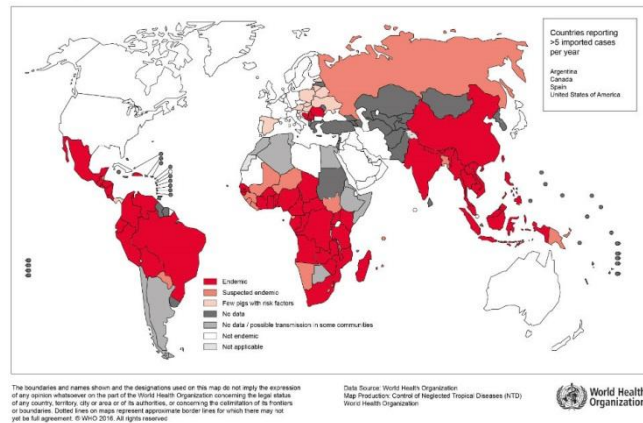 Countries reporting
>5 imported cases
per year
Argentina
Canada
Spain
United States of America
Endemic
Suspected endemic
Few pigs with risk factors
No data
No data / possible transmission in some communities
Not endemic
Not applicable
The boundaries and names shown and the designations used on this map do not imply the expression
of any opinion whatsoever on the part of the World Health Organization concerning the legal status
of any country, territory, city or area or of its authorities, or concerning the delimitation of its frontiers
or boundaries. Dotted lines on maps represent approximate border lines for which there may not
yet be full agreement. © WHO 2016. All rights reserved
Data Source: World Health Organization
Map Production: Control of Neglected Tropical Diseases (NTD)
World Health Organization
World Health
Organization